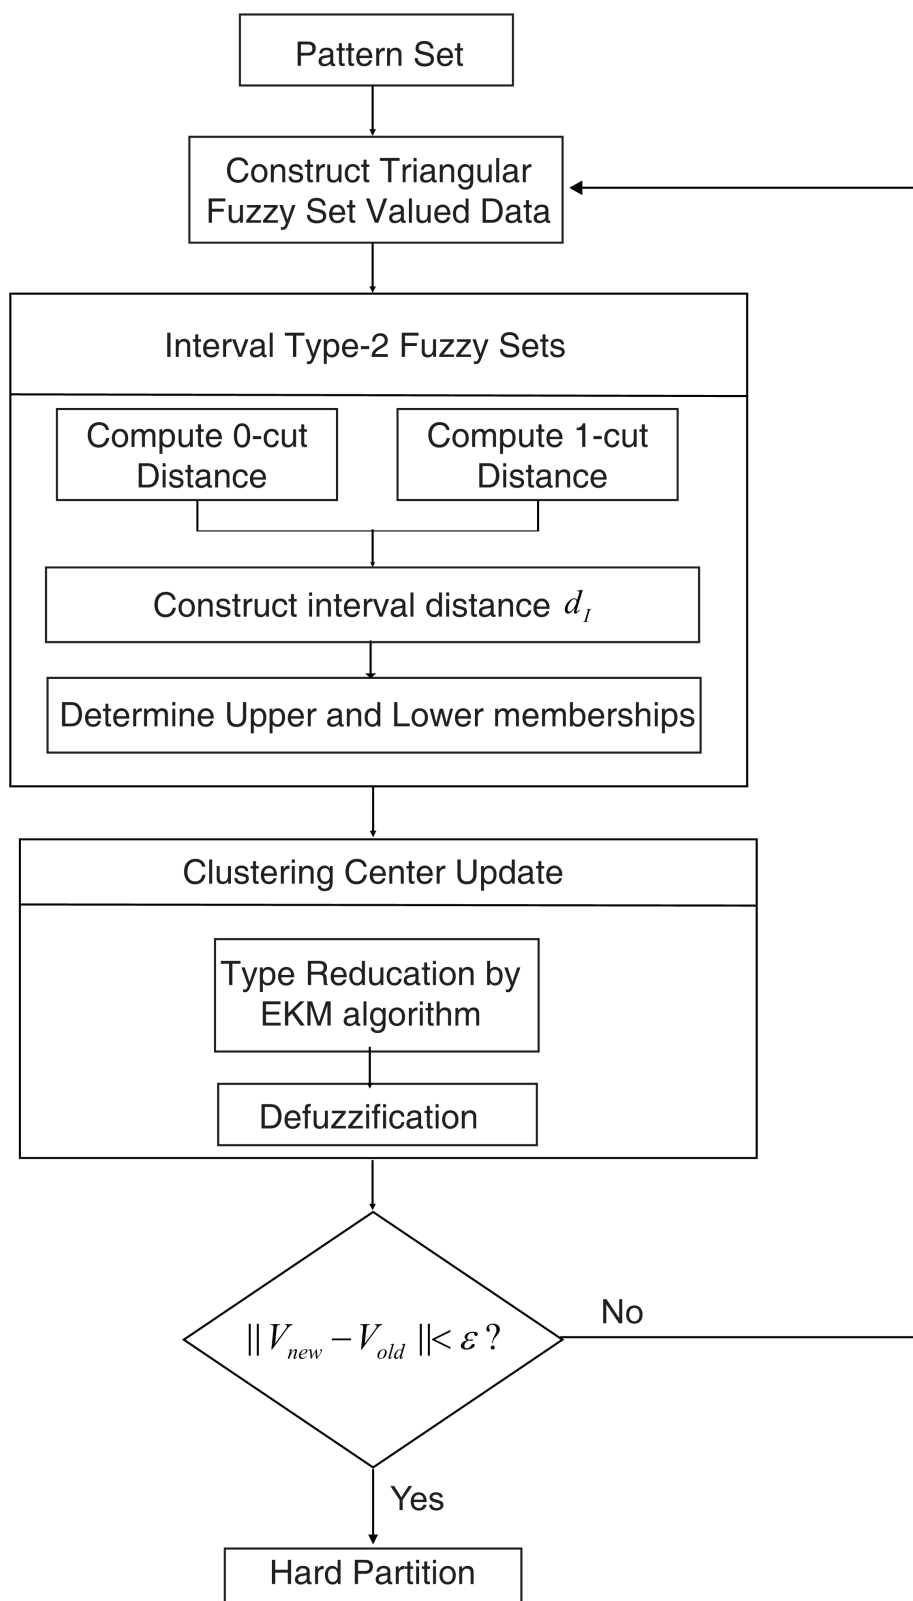 Pattern Set
Construct Triangular
Fuzzy Set Valued Data
Interval Type-2 Fuzzy Sets
Compute 0-cut
Distance
Compute 1-cut
Distance
Construct interval distance d_I
Determine Upper and Lower memberships
Clustering Center Update
Type Reducation by
EKM algorithm
Defuzzification
|| V_new − V_old ||< ε ?
No
Yes
Hard Partition